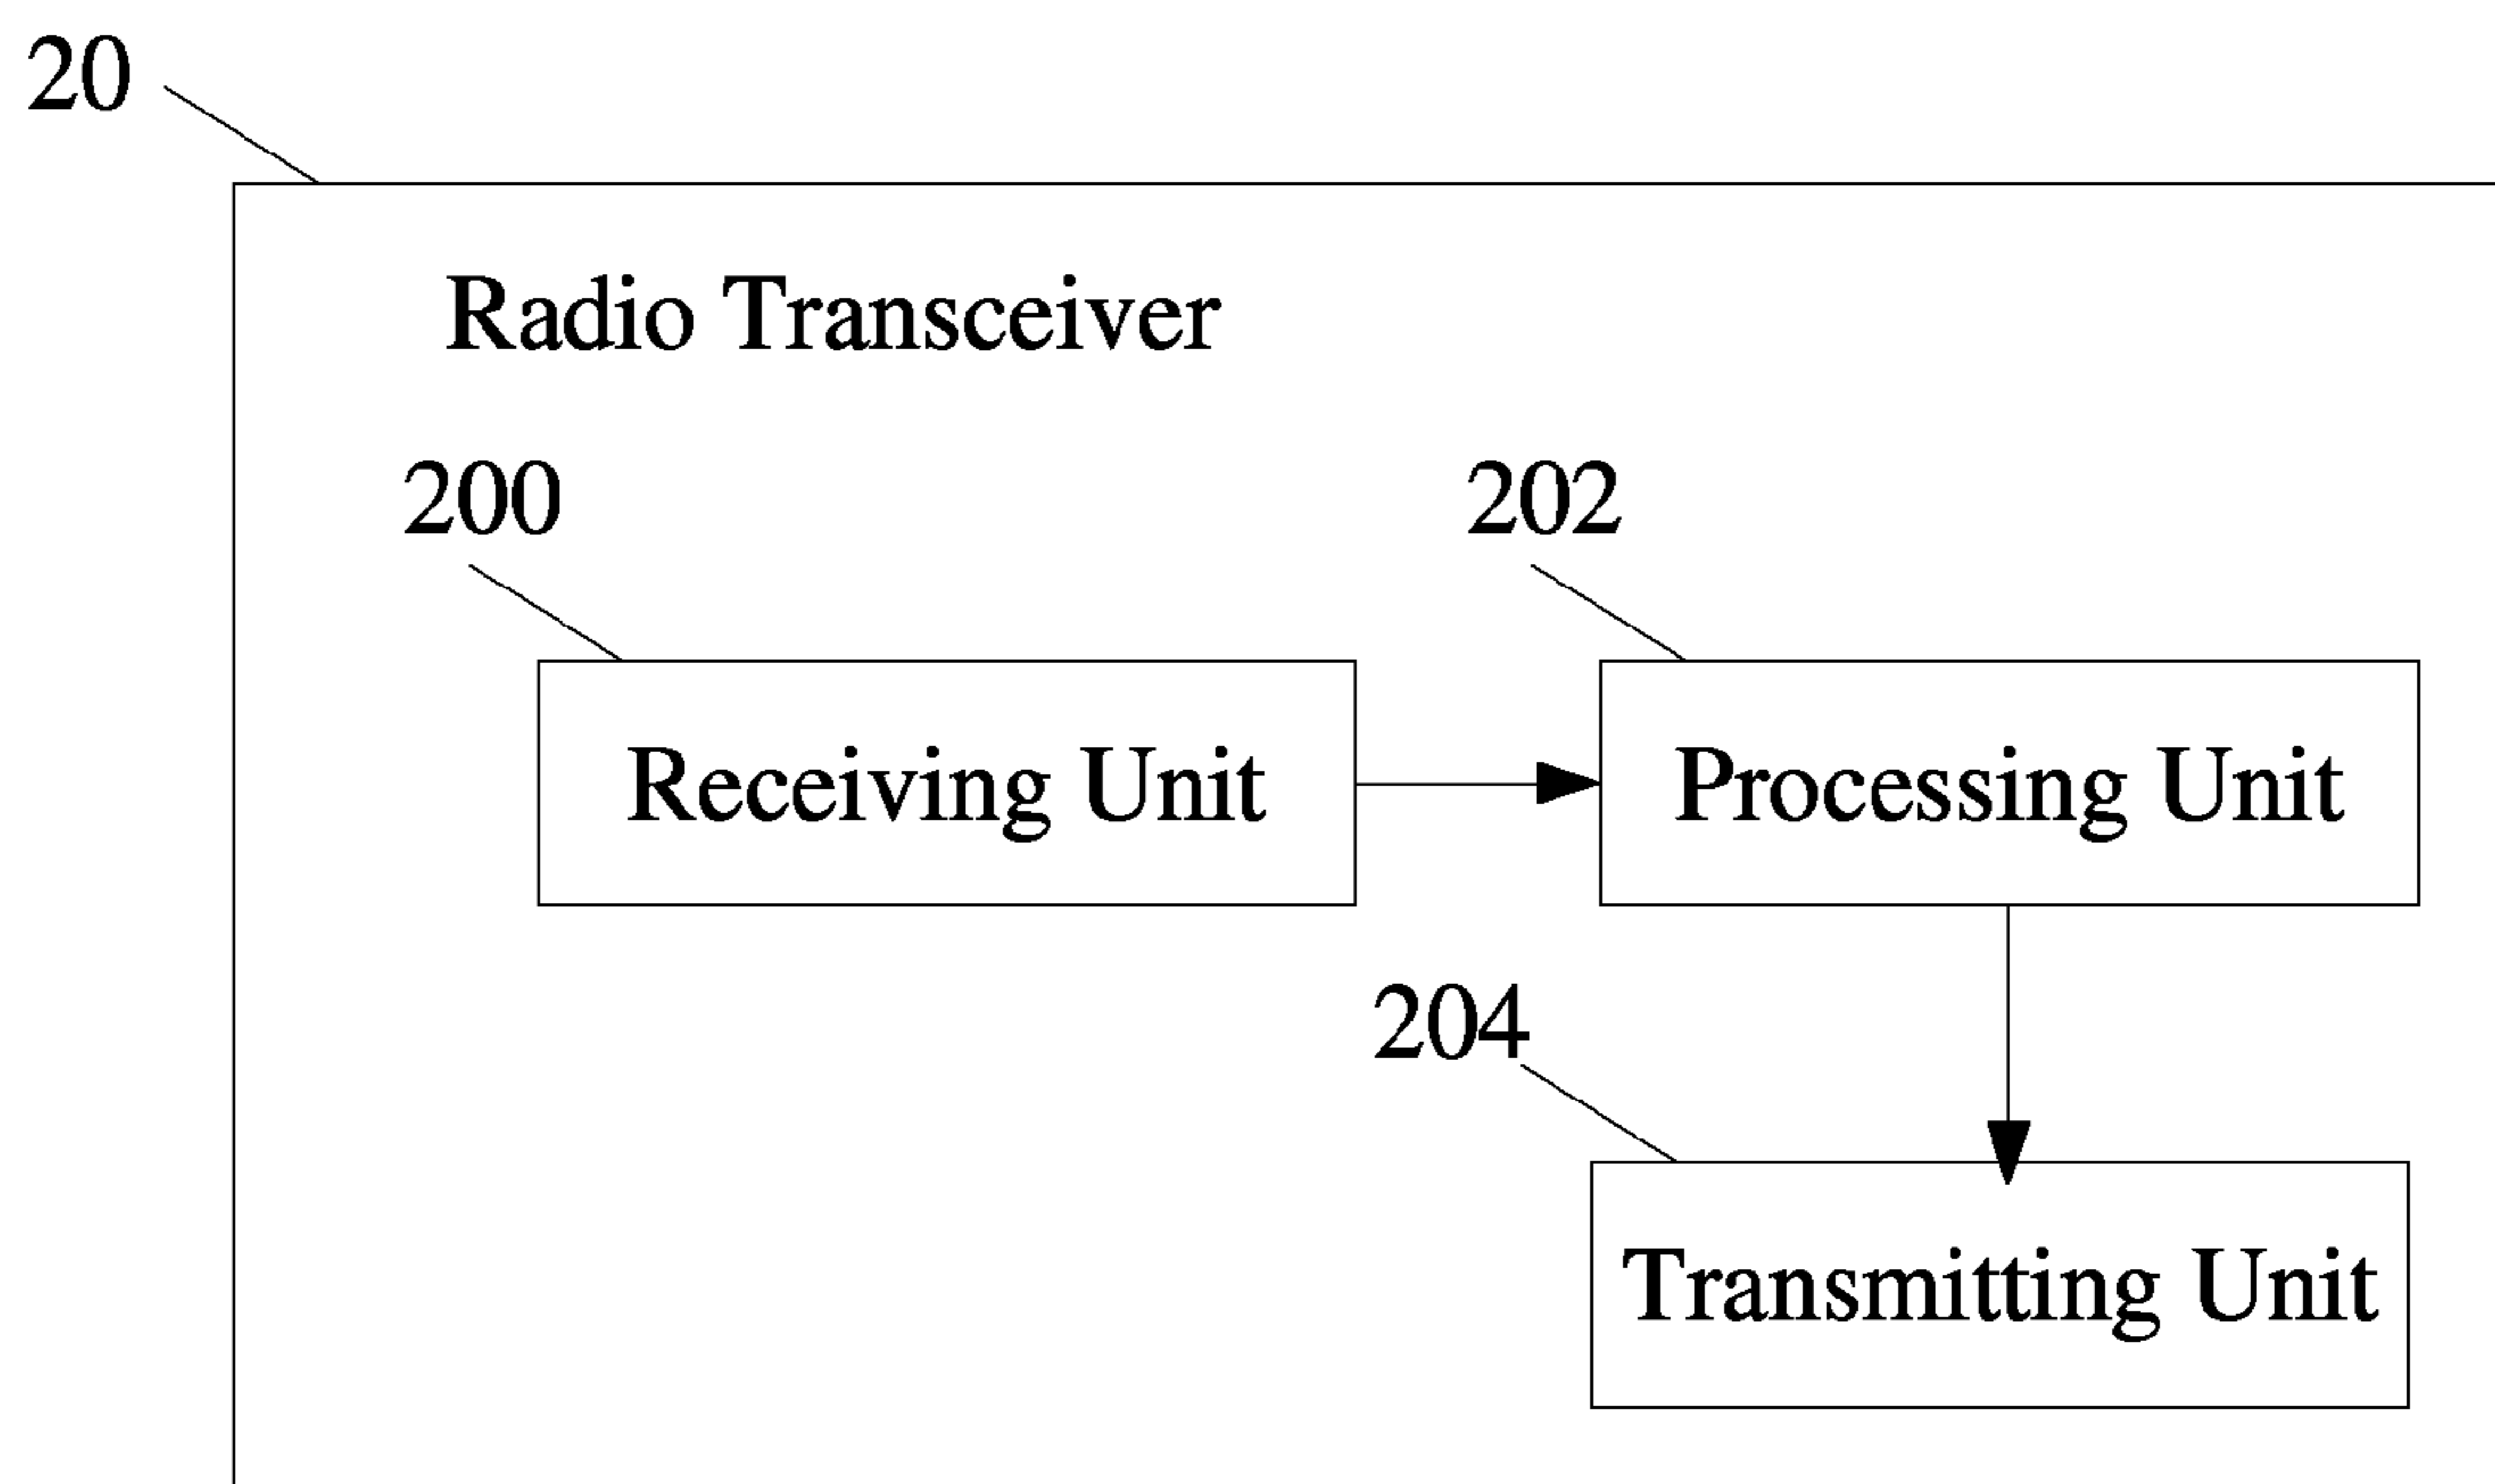 20
Radio Transceiver
200
202
Receiving Unit
Processing Unit
204
Transmitting Unit